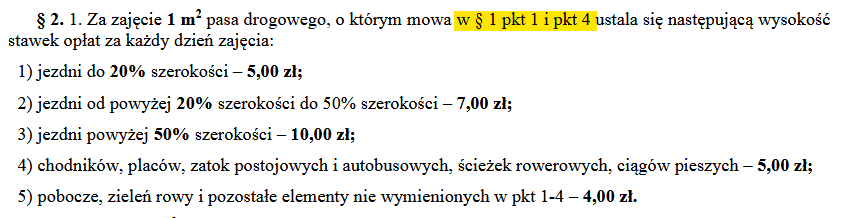 § 2. 1. Za zajęcie 1 m² pasa drogowego, o którym mowa w § 1 pkt 1 i pkt 4 ustala się następującą wysokość
stawek opłat za każdy dzień zajęcia:
1) jezdni do 20% szerokości – 5,00 zł;
2) jezdni od powyżej 20% szerokości do 50% szerokości – 7,00 zł;
3) jezdni powyżej 50% szerokości – 10,00 zł;
4) chodników, placów, zatok postojowych i autobusowych, ścieżek rowerowych, ciągów pieszych – 5,00 zł;
5) pobocze, zieleń rowy i pozostałe elementy nie wymienionych w pkt 1-4 – 4,00 zł.